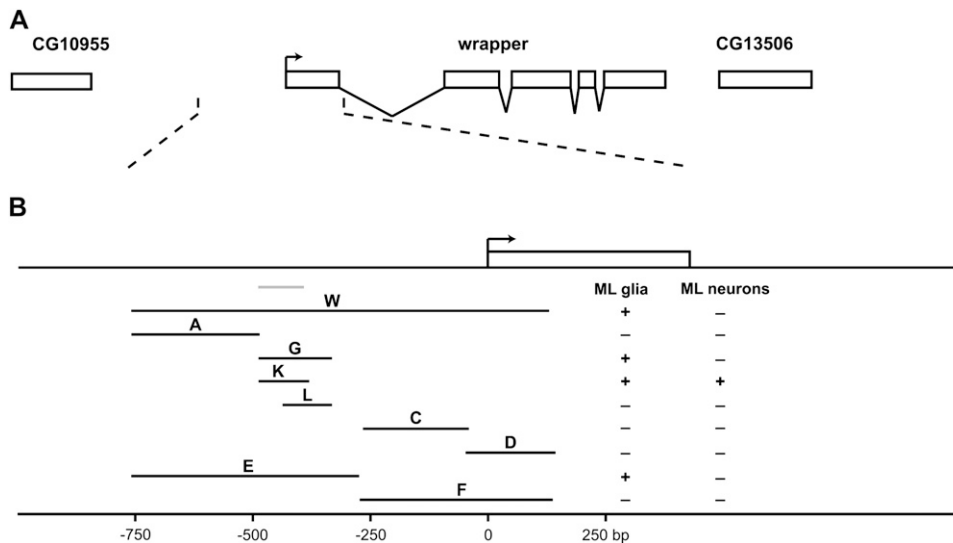 A
CG10955 wrapper CG13506
B
ML glia ML neurons
W + –
A – –
G + –
K + +
L – –
C – –
D – –
E + –
F – –
-750 -500 -250 0 250 bp